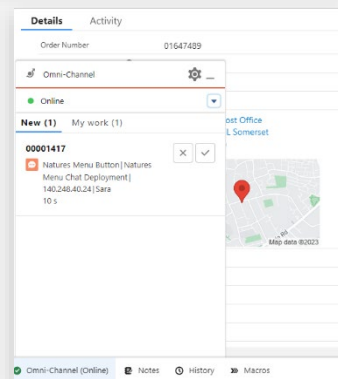 Details Activity
Order Number 01647489
Omni-Channel
Online
New (1) My work (1)
ost Office
L Somerset
00001417
Natures Menu Button|Natures
Menu Chat Deployment|
140.248.40.24|Sara
10 s
Map data ©2023
Omni-Channel (Online) Notes History Macros